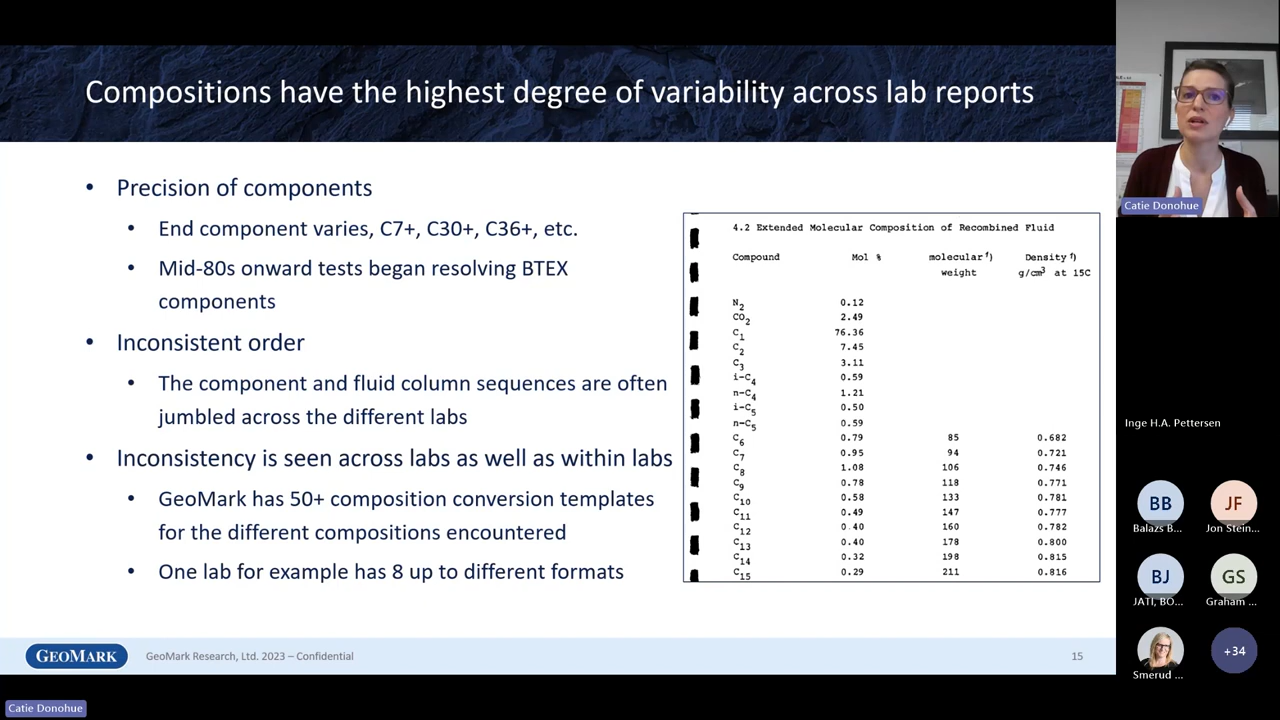 Compositions have the highest degree of variability across lab reports
• Precision of components
• End component varies, C7+, C30+, C36+, etc.
• Mid-80s onward tests began resolving BTEX
components
• Inconsistent order
• The component and fluid column sequences are often
jumbled across the different labs
• Inconsistency is seen across labs as well as within labs
• GeoMark has 50+ composition conversion templates
for the different compositions encountered
• One lab for example has 8 up to different formats
4.2 Extended Molecular Composition of Recombined Fluid
Compound Mol % molecular f) Density f)
weight g/cm3 at 15C
N2 0.12
CO2 2.49
C1 76.36
C2 7.45
C3 3.11
i-C4 0.59
n-C4 1.21
i-C5 0.50
n-C5 0.59
C6 0.79 85 0.682
C7 0.95 94 0.721
C8 1.08 106 0.746
C9 0.78 118 0.771
C10 0.58 133 0.781
C11 0.49 147 0.777
C12 0.40 160 0.782
C13 0.40 178 0.800
C14 0.32 198 0.815
C15 0.29 211 0.816
GEOMARK GeoMark Research, Ltd. 2023 – Confidential 15
Catie Donohue
Inge H.A. Pettersen
BB JF
Balazs B... Jon Stein...
BJ GS
JATI, BO... Graham ...
+34
Smerud ...
Catie Donohue